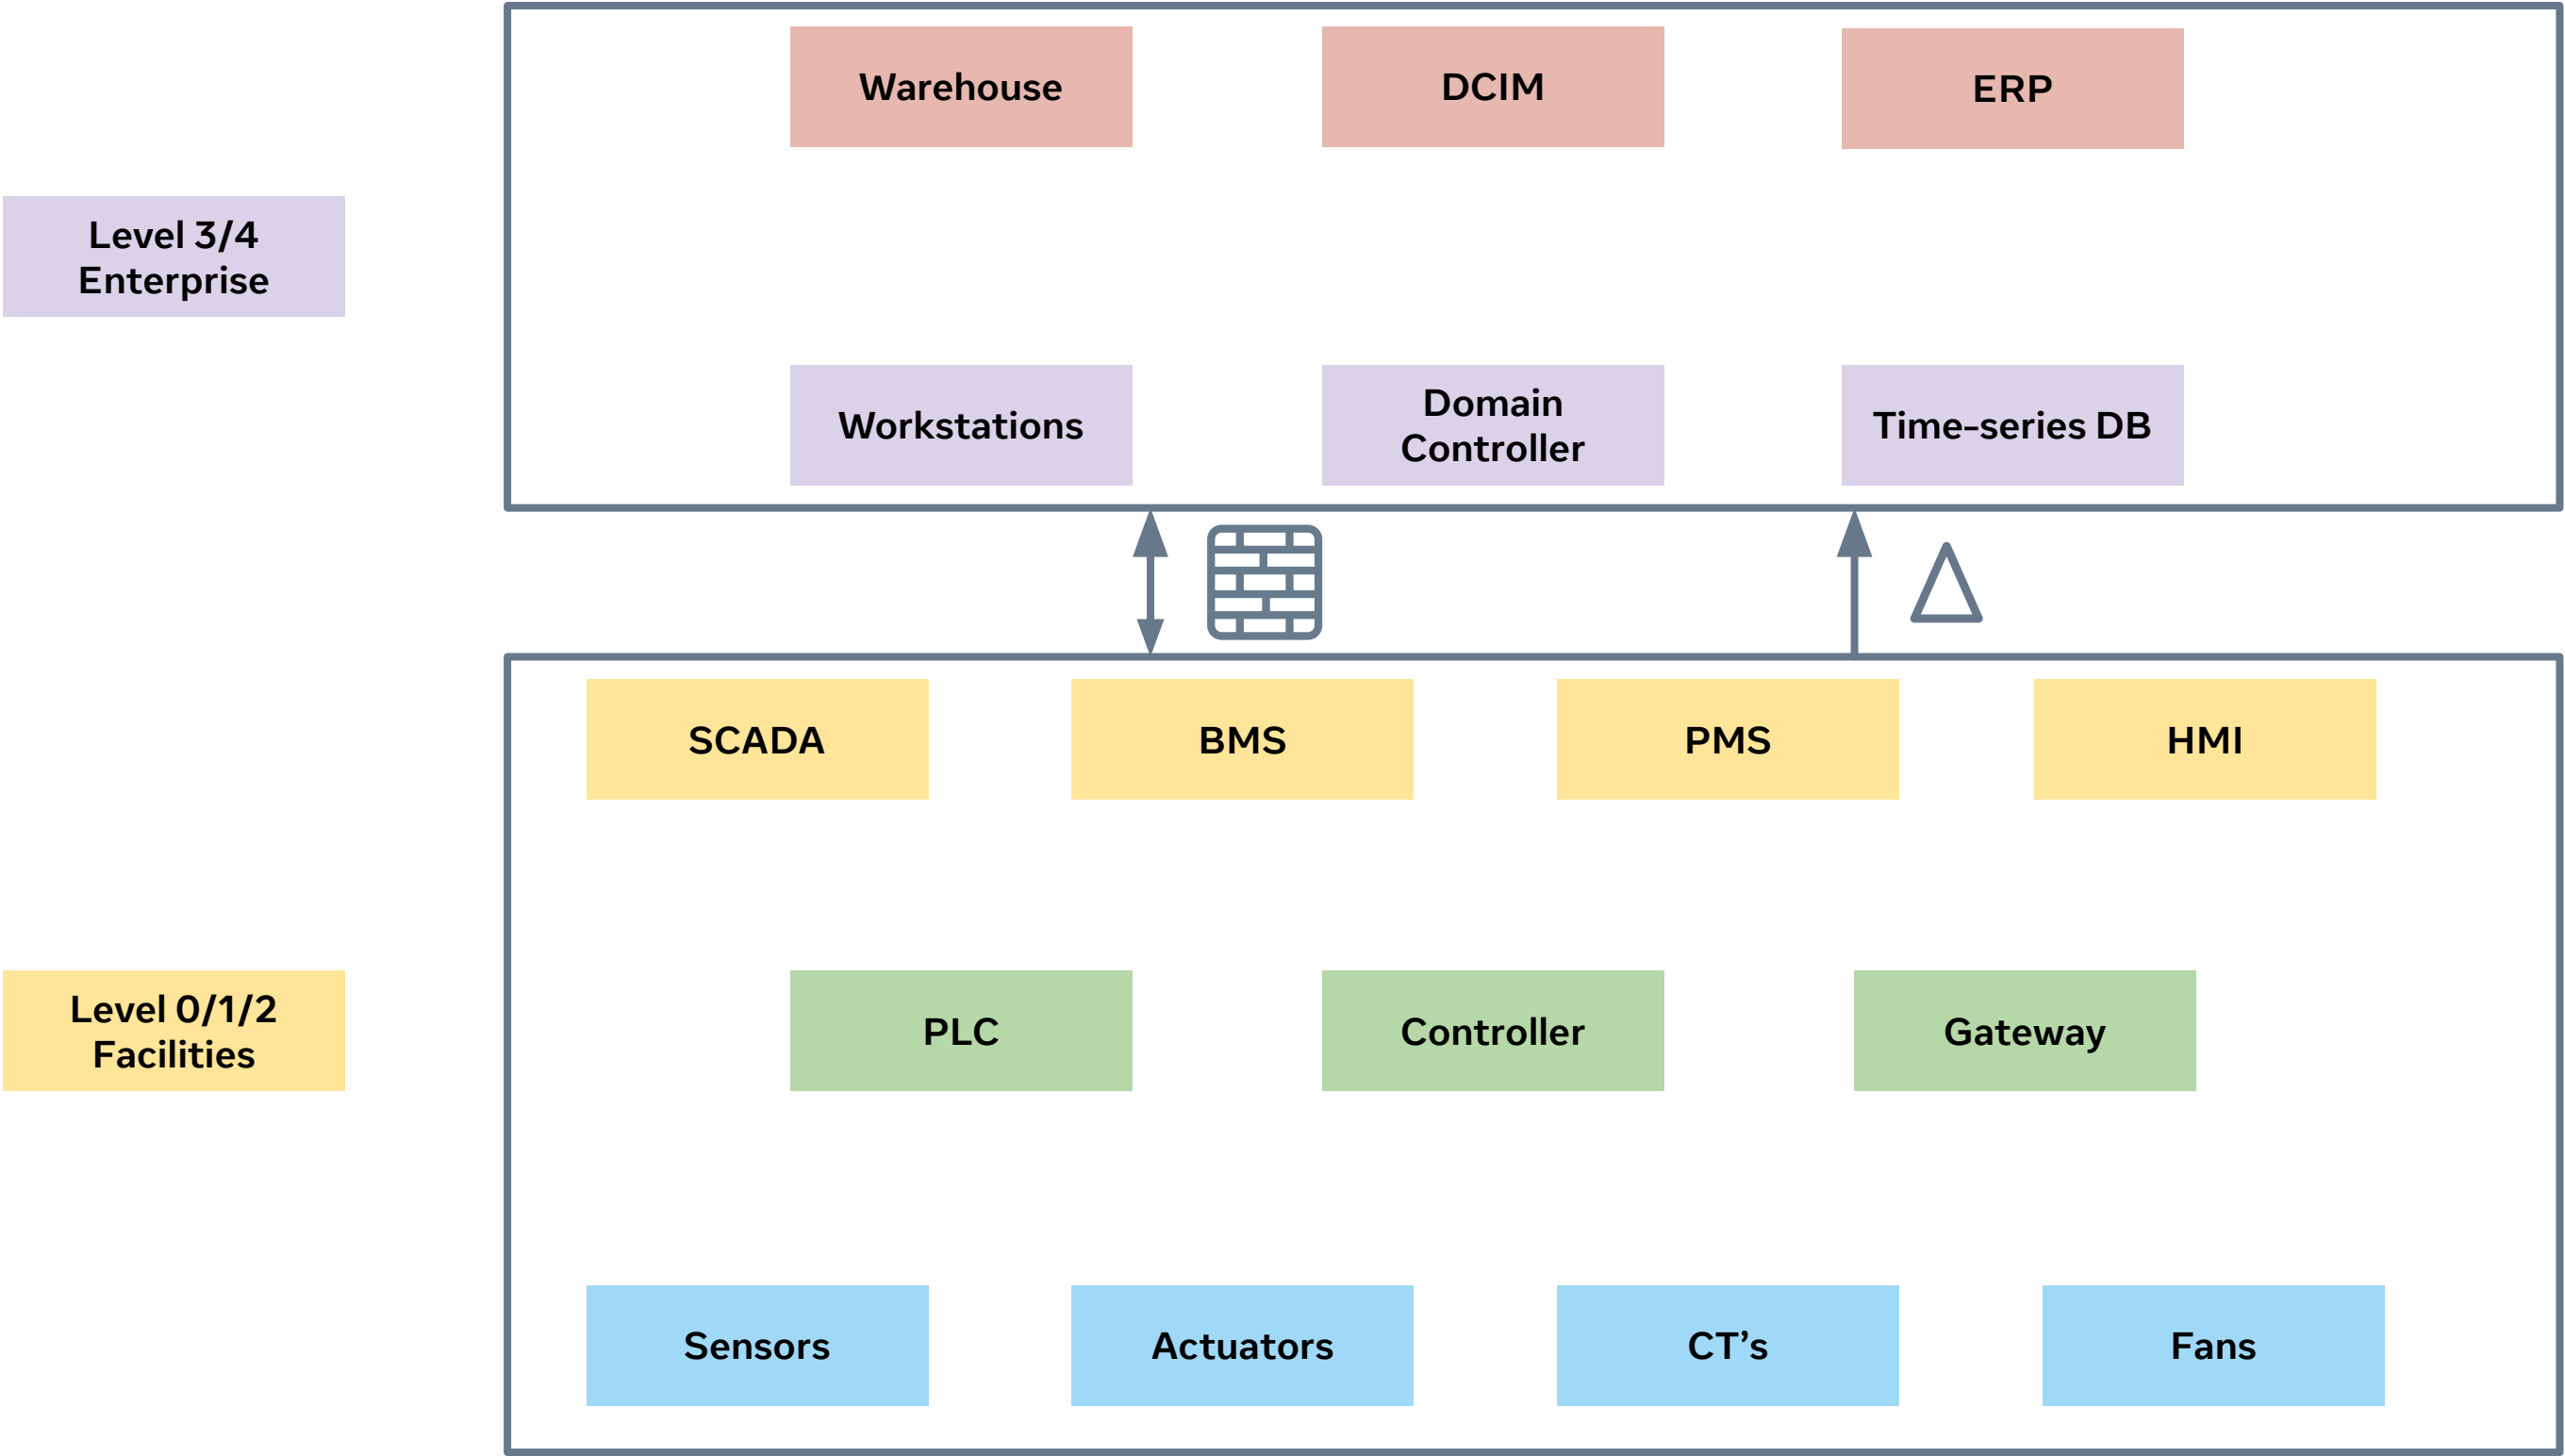 Warehouse
DCIM
ERP
Level 3/4
Enterprise
Workstations
Domain
Controller
Time-series DB
SCADA
BMS
PMS
HMI
Level 0/1/2
Facilities
PLC
Controller
Gateway
Sensors
Actuators
CT’s
Fans